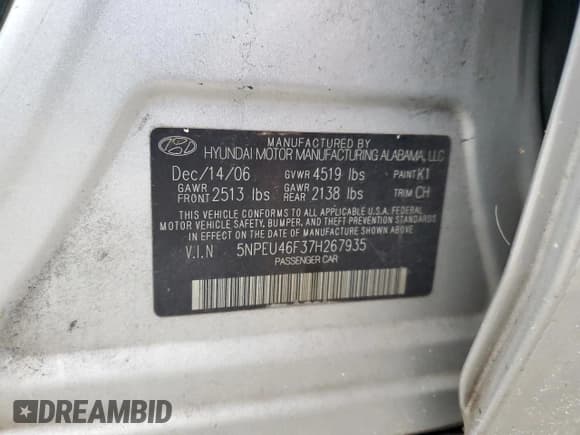 MANUFACTURED BY
HYUNDAI MOTOR MANUFACTURING ALABAMA, LLC
Dec/14/06 GVWR 4519 lbs PAINT K1
GAWR FRONT 2513 lbs GAWR REAR 2138 lbs TRIM CH
THIS VEHICLE CONFORMS TO ALL APPLICABLE U.S.A. FEDERAL
MOTOR VEHICLE SAFETY, BUMPER, AND THEFT PREVENTION STANDARDS
IN EFFECT ON THE DATE OF MANUFACTURE SHOWN ABOVE.
V.I.N 5NPEU46F37H267935
PASSENGER CAR
DREAMBID